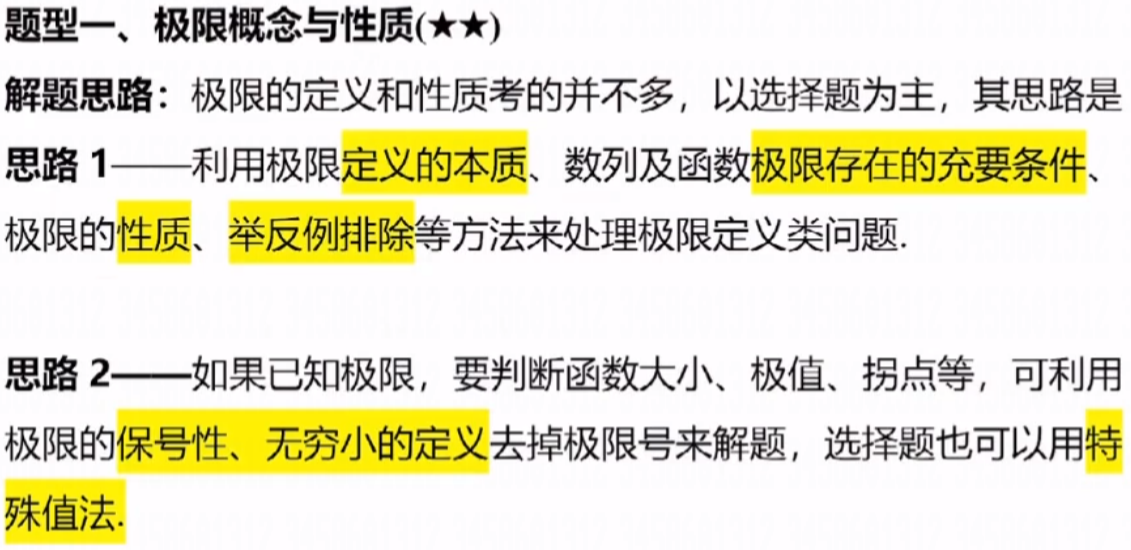 题型一、极限概念与性质(★★)
解题思路：极限的定义和性质考的并不多，以选择题为主，其思路是
思路 1——利用极限定义的本质、数列及函数极限存在的充要条件、
极限的性质、举反例排除等方法来处理极限定义类问题.
思路 2——如果已知极限，要判断函数大小、极值、拐点等，可利用
极限的保号性、无穷小的定义去掉极限号来解题，选择题也可以用特
殊值法.